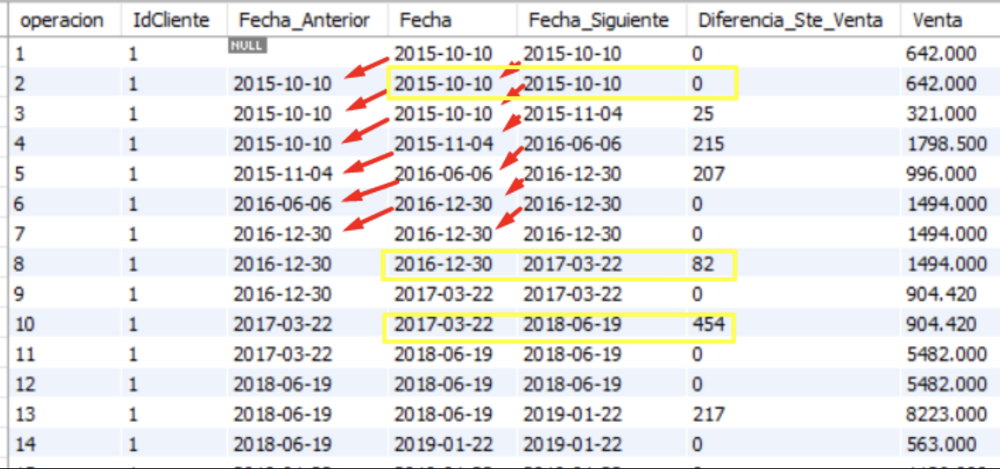 operacion IdCliente Fecha_Anterior Fecha Fecha_Siguiente Diferencia_Ste_Venta Venta
1 1 NULL 2015-10-10 2015-10-10 0 642.000
2 1 2015-10-10 2015-10-10 2015-10-10 0 642.000
3 1 2015-10-10 2015-10-10 2015-11-04 25 321.000
4 1 2015-10-10 2015-11-04 2016-06-06 215 1798.500
5 1 2015-11-04 2016-06-06 2016-12-30 207 996.000
6 1 2016-06-06 2016-12-30 2016-12-30 0 1494.000
7 1 2016-12-30 2016-12-30 2016-12-30 0 1494.000
8 1 2016-12-30 2016-12-30 2017-03-22 82 1494.000
9 1 2016-12-30 2017-03-22 2017-03-22 0 904.420
10 1 2017-03-22 2017-03-22 2018-06-19 454 904.420
11 1 2017-03-22 2018-06-19 2018-06-19 0 5482.000
12 1 2018-06-19 2018-06-19 2018-06-19 0 5482.000
13 1 2018-06-19 2018-06-19 2019-01-22 217 8223.000
14 1 2018-06-19 2019-01-22 2019-01-22 0 563.000